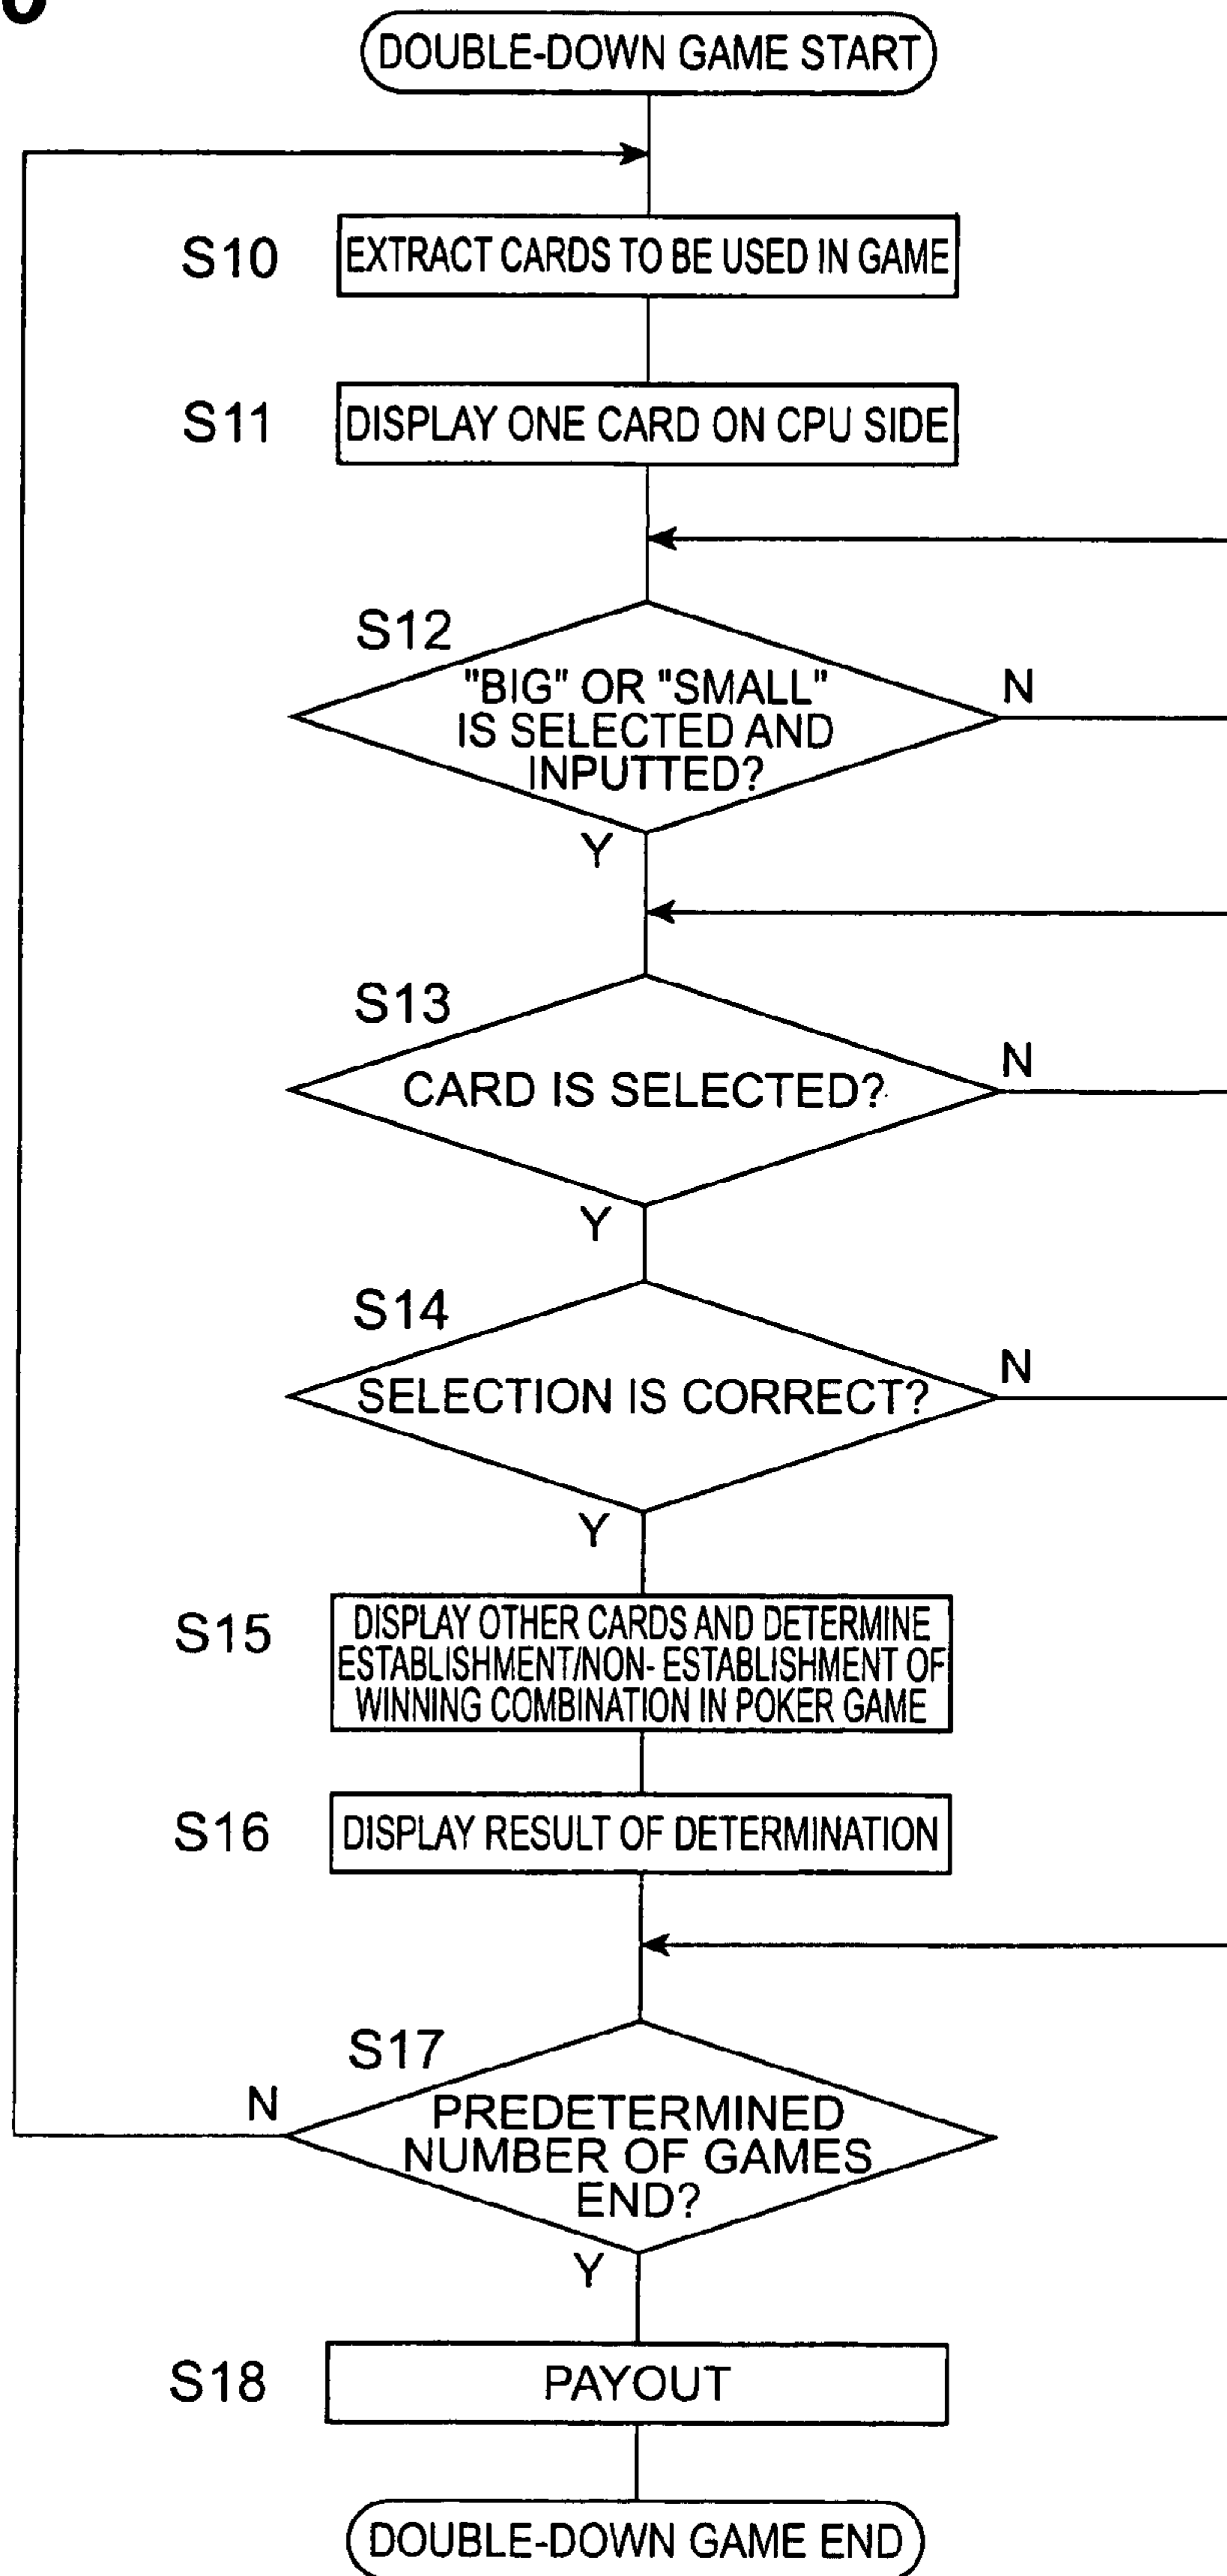 DOUBLE-DOWN GAME START
S10
EXTRACT CARDS TO BE USED IN GAME
S11
DISPLAY ONE CARD ON CPU SIDE
S12
"BIG" OR "SMALL"
IS SELECTED AND
INPUTTED?
N
Y
S13
CARD IS SELECTED?
N
Y
S14
SELECTION IS CORRECT?
N
Y
S15
DISPLAY OTHER CARDS AND DETERMINE
ESTABLISHMENT/NON- ESTABLISHMENT OF
WINNING COMBINATION IN POKER GAME
S16
DISPLAY RESULT OF DETERMINATION
S17
N
PREDETERMINED
NUMBER OF GAMES
END?
Y
S18
PAYOUT
DOUBLE-DOWN GAME END